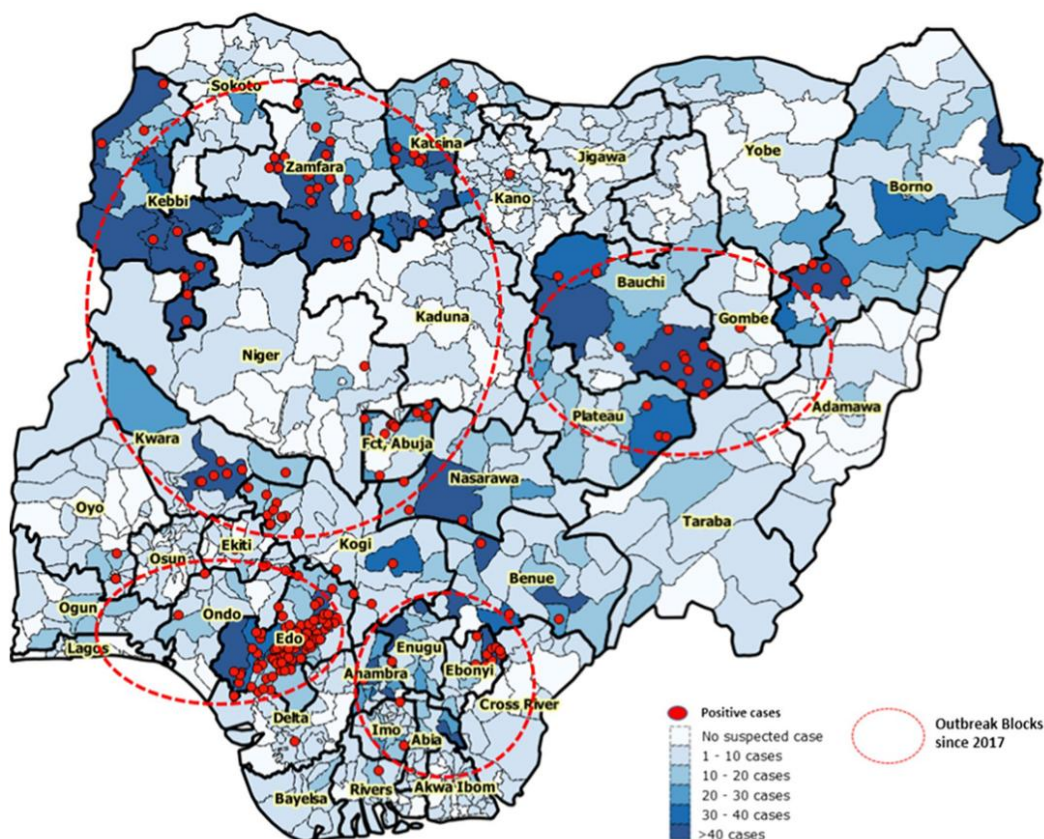 Sokoto
Katsina
Zamfara
Jigawa
Yobe
Borno
Kebbi
Kano
Bauchi
Gombe
Kaduna
Niger
Plateau
Adamawa
Kwara
Fct, Abuja
Nasarawa
Oyo
Taraba
Ekiti
Kogi
Osun
Benue
Ogun
Ondo
Edo
Enugu
Lagos
Ebonyi
Anambra
Cross River
Delta
Imo
Abia
Bayelsa
Rivers
Akwa Ibom
Positive cases
No suspected case
1 - 10 cases
10 - 20 cases
20 - 30 cases
30 - 40 cases
>40 cases
Outbreak Blocks
since 2017